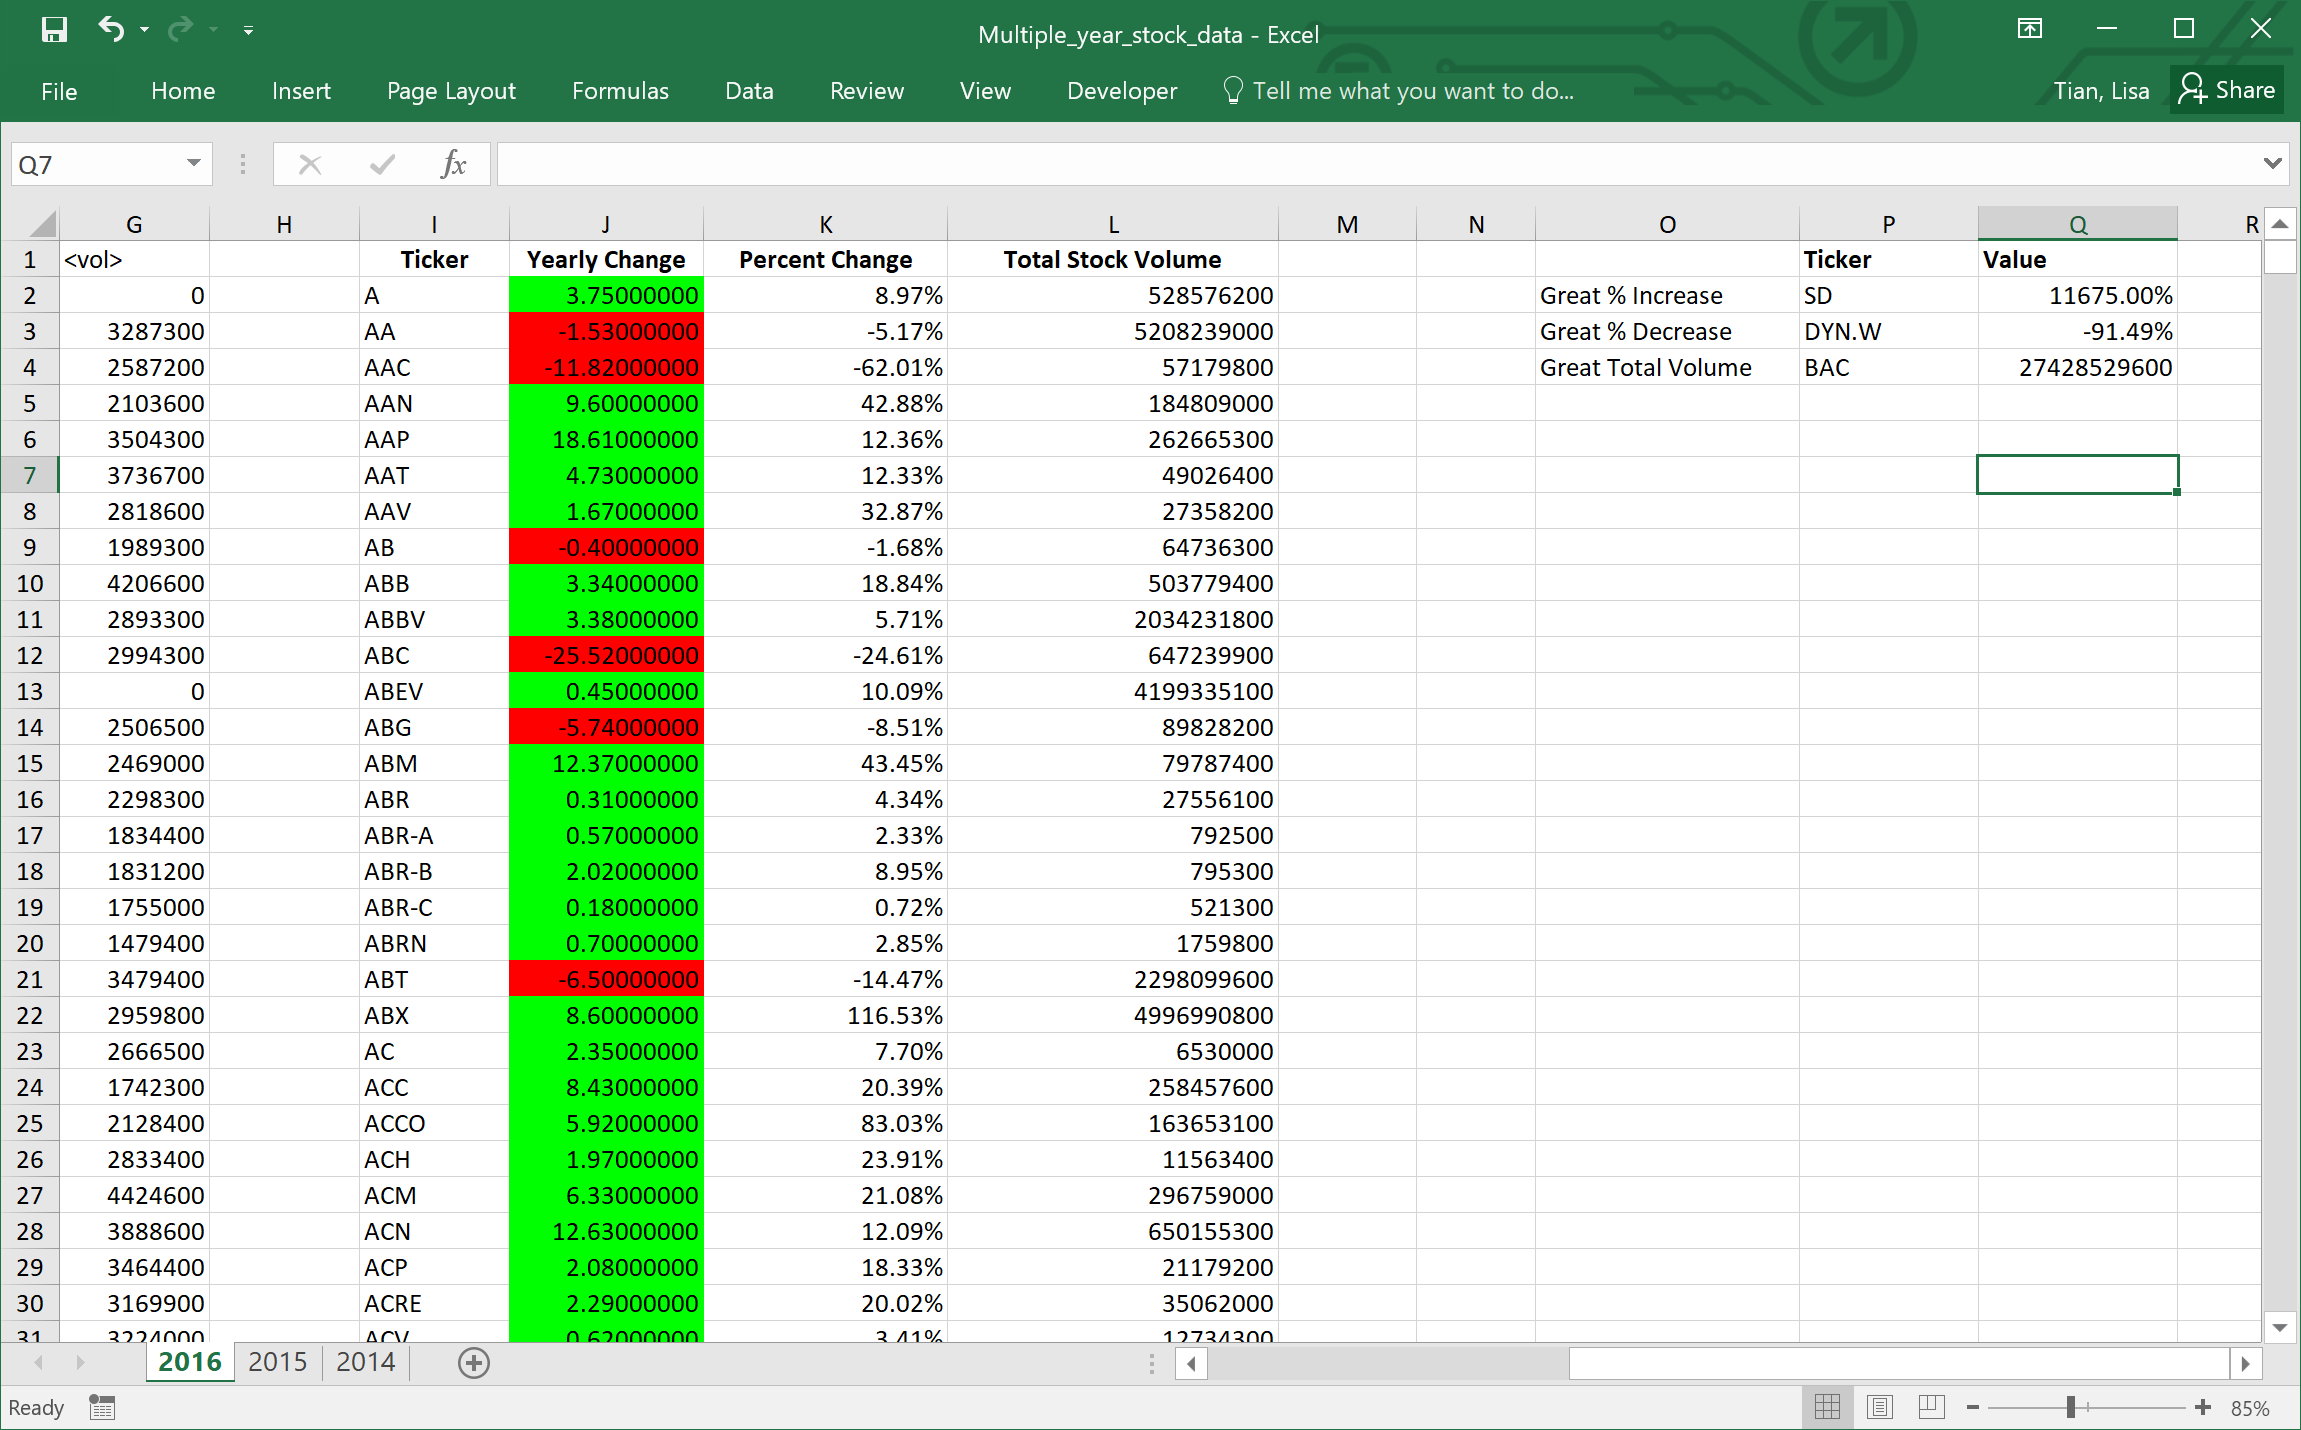 Multiple_year_stock_data - Excel
File Home Insert Page Layout Formulas Data Review View Developer Tell me what you want to do... Tian, Lisa Share
Q7 fx
G H I J K L M N O P Q R
1 <vol> Ticker Yearly Change Percent Change Total Stock Volume Ticker Value
2 0 A 3.75000000 8.97% 528576200 Great % Increase SD 11675.00%
3 3287300 AA -1.53000000 -5.17% 5208239000 Great % Decrease DYN.W -91.49%
4 2587200 AAC -11.82000000 -62.01% 57179800 Great Total Volume BAC 27428529600
5 2103600 AAN 9.60000000 42.88% 184809000
6 3504300 AAP 18.61000000 12.36% 262665300
7 3736700 AAT 4.73000000 12.33% 49026400
8 2818600 AAV 1.67000000 32.87% 27358200
9 1989300 AB -0.40000000 -1.68% 64736300
10 4206600 ABB 3.34000000 18.84% 503779400
11 2893300 ABBV 3.38000000 5.71% 2034231800
12 2994300 ABC -25.52000000 -24.61% 647239900
13 0 ABEV 0.45000000 10.09% 4199335100
14 2506500 ABG -5.74000000 -8.51% 89828200
15 2469000 ABM 12.37000000 43.45% 79787400
16 2298300 ABR 0.31000000 4.34% 27556100
17 1834400 ABR-A 0.57000000 2.33% 792500
18 1831200 ABR-B 2.02000000 8.95% 795300
19 1755000 ABR-C 0.18000000 0.72% 521300
20 1479400 ABRN 0.70000000 2.85% 1759800
21 3479400 ABT -6.50000000 -14.47% 2298099600
22 2959800 ABX 8.60000000 116.53% 4996990800
23 2666500 AC 2.35000000 7.70% 6530000
24 1742300 ACC 8.43000000 20.39% 258457600
25 2128400 ACCO 5.92000000 83.03% 163653100
26 2833400 ACH 1.97000000 23.91% 11563400
27 4424600 ACM 6.33000000 21.08% 296759000
28 3888600 ACN 12.63000000 12.09% 650155300
29 3464400 ACP 2.08000000 18.33% 21179200
30 3169900 ACRE 2.29000000 20.02% 35062000
31 3224000 ACV 0.62000000 3.41% 12734300
2016 2015 2014
Ready 85%